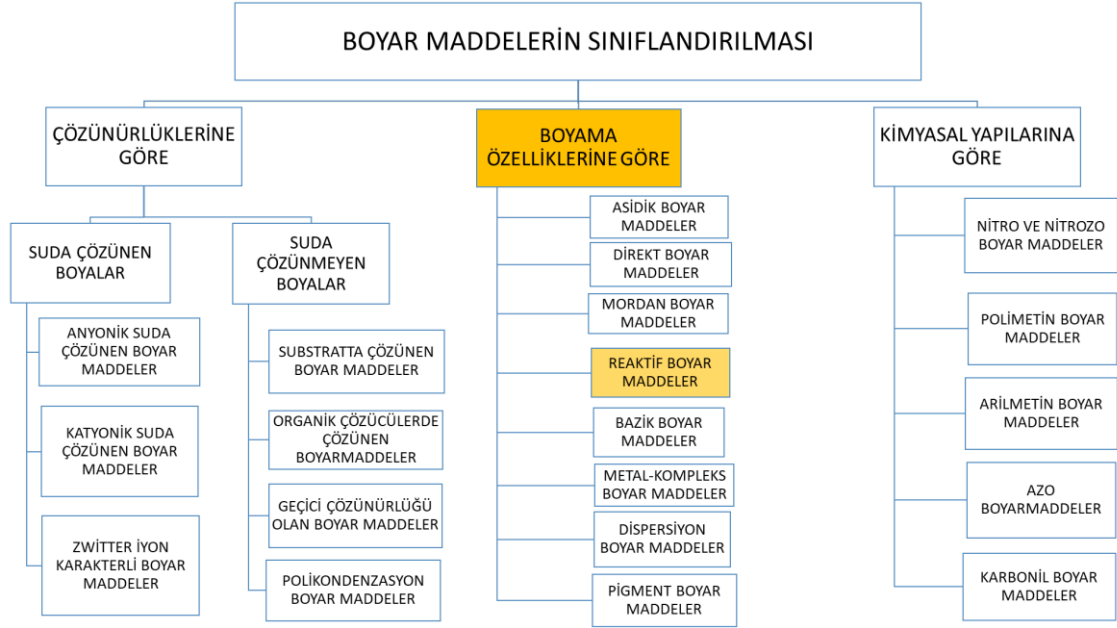 BOYAR MADDELERİN SINIFLANDIRILMASI
ÇÖZÜNÜRLÜKLERİNE
GÖRE
SUDA ÇÖZÜNEN
BOYALAR
ANYONİK SUDA
ÇÖZÜNEN BOYAR
MADDELER
KATYONİK SUDA
ÇÖZÜNEN BOYAR
MADDELER
ZWİTTER İYON
KARAKTERLİ BOYAR
MADDELER
SUDA
ÇÖZÜNMEYEN
BOYALAR
SUBSTRATTA ÇÖZÜNEN
BOYAR MADDELER
ORGANİK ÇÖZÜCÜLERDE
ÇÖZÜNEN
BOYARMADDELER
GEÇİCİ ÇÖZÜNÜRLÜĞÜ
OLAN BOYAR MADDELER
POLİKONDENZASYON
BOYAR MADDELER
BOYAMA
ÖZELLİKLERİNE GÖRE
ASİDİK BOYAR
MADDELER
DİREKT BOYAR
MADDELER
MORDAN BOYAR
MADDELER
REAKTİF BOYAR
MADDELER
BAZİK BOYAR
MADDELER
METAL-KOMPLEKS
BOYAR MADDELER
DİSPERSİYON
BOYAR MADDELER
PİGMENT BOYAR
MADDELER
KİMYASAL YAPILARINA
GÖRE
NİTRO VE NİTROZO
BOYAR MADDELER
POLİMETİN BOYAR
MADDELER
ARİLMETİN BOYAR
MADDELER
AZO
BOYARMADDELER
KARBONİL BOYAR
MADDELER